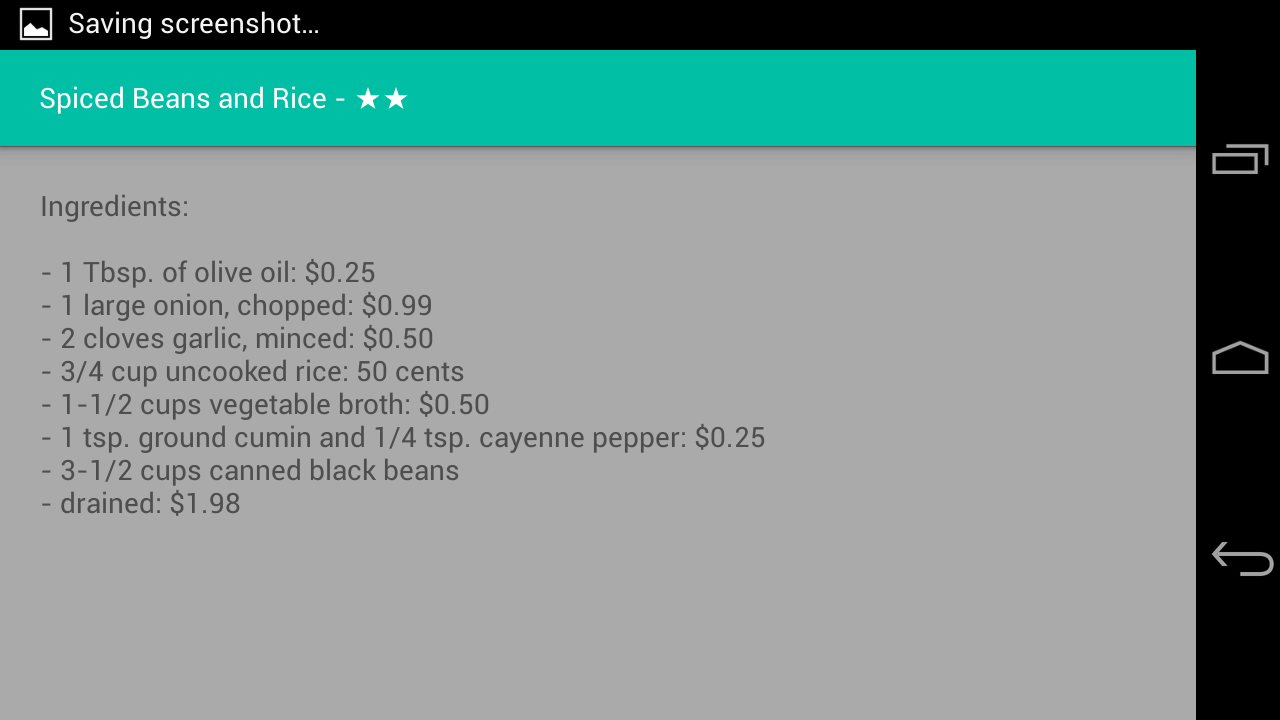 Saving screenshot...
Spiced Beans and Rice - ★★
Ingredients:
- 1 Tbsp. of olive oil: $0.25
- 1 large onion, chopped: $0.99
- 2 cloves garlic, minced: $0.50
- 3/4 cup uncooked rice: 50 cents
- 1-1/2 cups vegetable broth: $0.50
- 1 tsp. ground cumin and 1/4 tsp. cayenne pepper: $0.25
- 3-1/2 cups canned black beans
- drained: $1.98